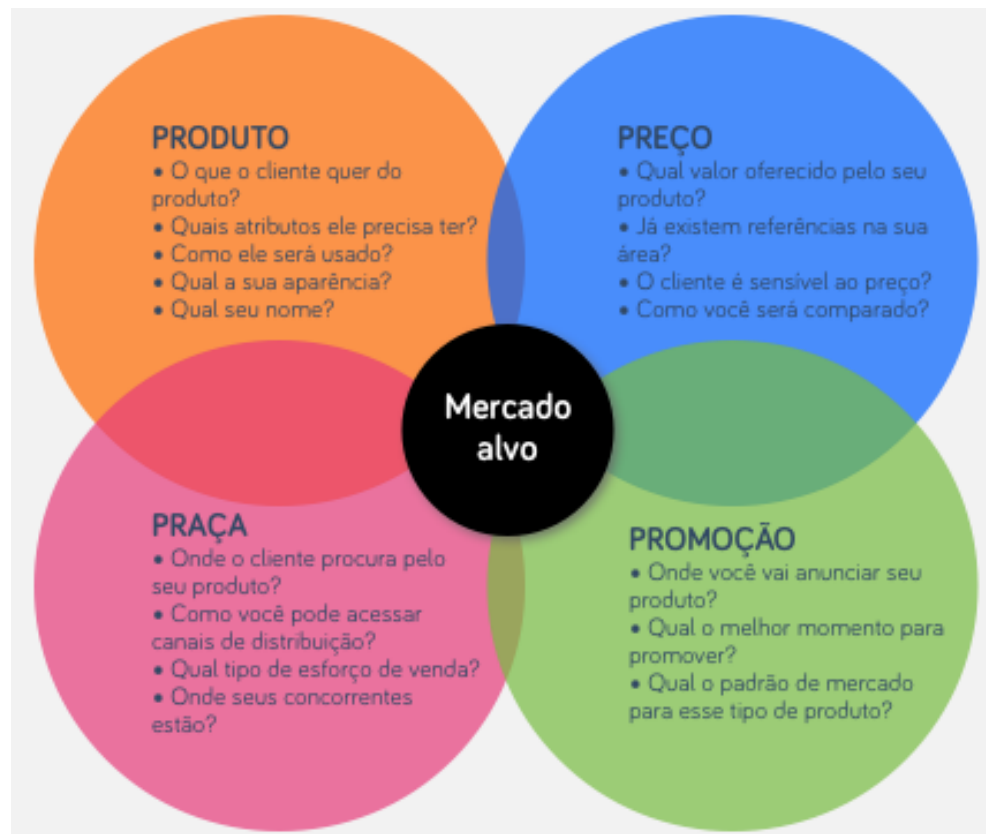 PRODUTO
• O que o cliente quer do
produto?
• Quais atributos ele precisa ter?
• Como ele será usado?
• Qual a sua aparência?
• Qual seu nome?
PREÇO
• Qual valor oferecido pelo seu
produto?
• Já existem referências na sua
área?
• O cliente é sensível ao preço?
• Como você será comparado?
Mercado
alvo
PRAÇA
• Onde o cliente procura pelo
seu produto?
• Como você pode acessar
canais de distribuição?
• Qual tipo de esforço de venda?
• Onde seus concorrentes
estão?
PROMOÇÃO
• Onde você vai anunciar seu
produto?
• Qual o melhor momento para
promover?
• Qual o padrão de mercado
para esse tipo de produto?